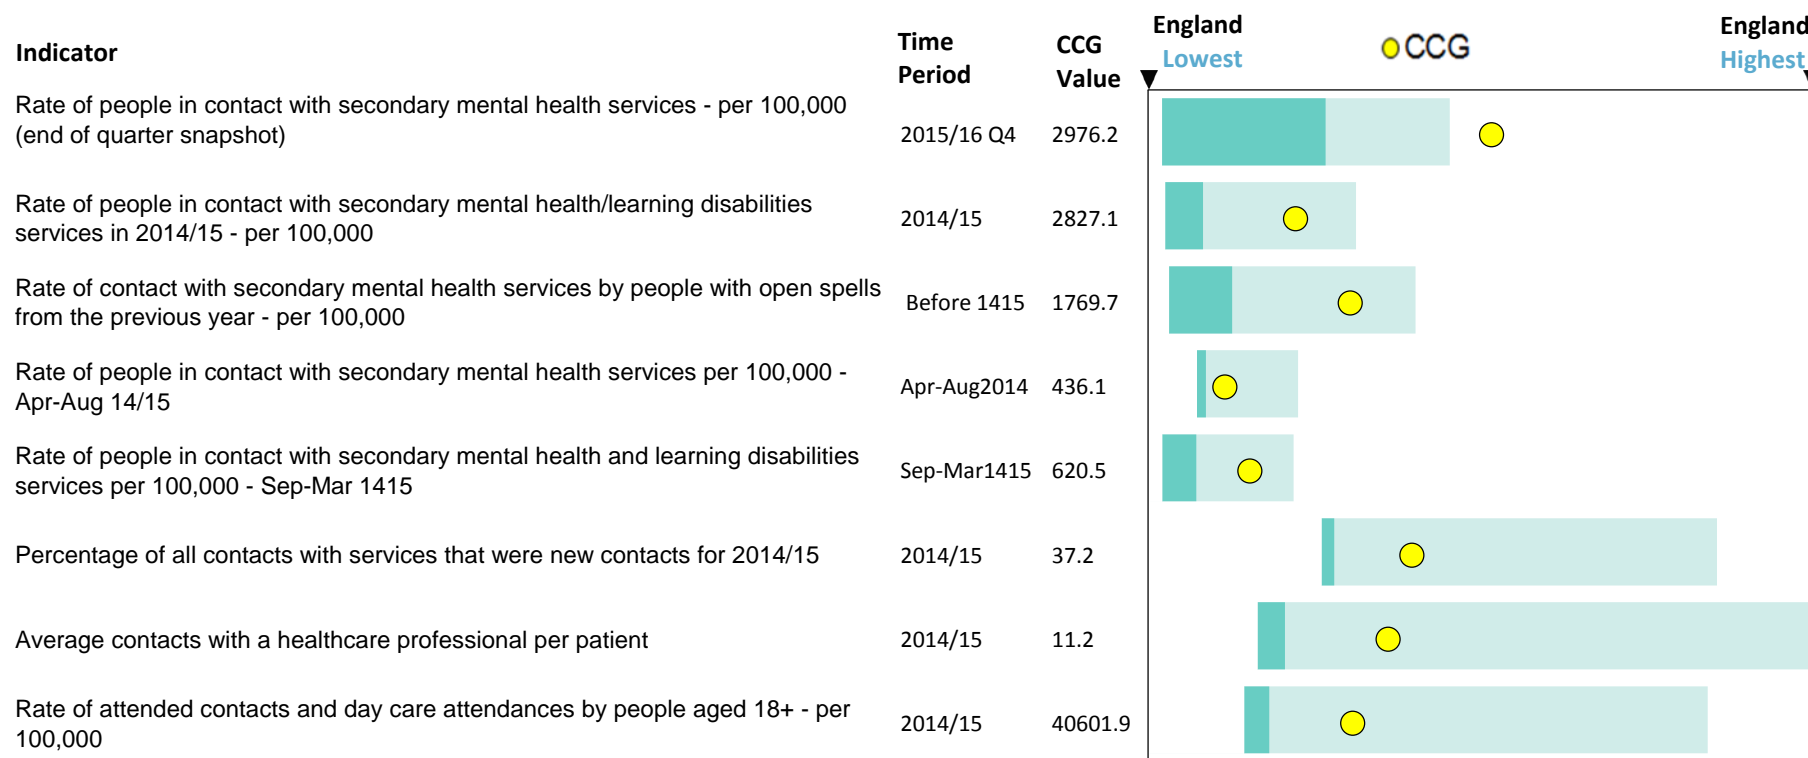 Indicator
Time Period
CCG Value
England Lowest
CCG
England Highest
Rate of people in contact with secondary mental health services - per 100,000
(end of quarter snapshot)
2015/16 Q4 2976.2
Rate of people in contact with secondary mental health/learning disabilities
services in 2014/15 - per 100,000
2014/15 2827.1
Rate of contact with secondary mental health services by people with open spells
from the previous year - per 100,000
Before 1415 1769.7
Rate of people in contact with secondary mental health services per 100,000 -
Apr-Aug 14/15
Apr-Aug2014 436.1
Rate of people in contact with secondary mental health and learning disabilities
services per 100,000 - Sep-Mar 1415
Sep-Mar1415 620.5
Percentage of all contacts with services that were new contacts for 2014/15 2014/15 37.2
Average contacts with a healthcare professional per patient 2014/15 11.2
Rate of attended contacts and day care attendances by people aged 18+ - per
100,000
2014/15 40601.9